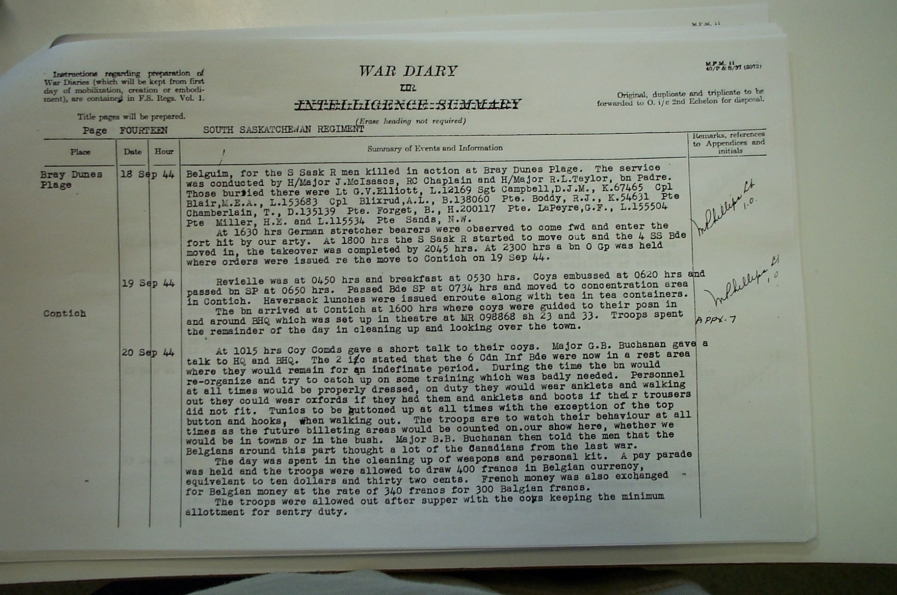 M.F.M. 11
Instructions regarding preparation of
War Diaries (which will be kept from first
day of mobilization, creation or embodi-
ment), are contained in F.S. Regs. Vol. 1.
Title pages will be prepared.
WAR DIARY
OR
INTELLIGENCE SUMMARY
(Erase heading not required)
M.F.M. 11
Original, duplicate and triplicate to be
forwarded to O. i/c 2nd Echelon for disposal.
Page FOURTEEN SOUTH SASKATCHEWAN REGIMENT
Place Date Hour Summary of Events and Information Remarks, references to Appendices and initials
Bray Dunes Plage 18 Sep 44 Belguim, for the S Sask R men killed in action at Bray Dunes Plage. The service
was conducted by H/Major J.McIsaacs, RC Chaplain and H/Major R.L.Taylor, bn Padre.
Those burried there were Lt G.V.Elliott, L.12169 Sgt Campbell,D.J.M., K.67465 Cpl
Blair,M.E.A., L.153683 Cpl Blixrud,A.L., B.138060 Pte. Boddy, R.J., K.54631 Pte
Chamberlain, T., D.135139 Pte. Forget, B., H.200117 Pte. LaPeyre,G.F., L.155504
Pte Miller, H.E. and L.115534 Pte Sands, N.W.
At 1630 hrs German stretcher bearers were observed to come fwd and enter the
fort hit by our arty. At 1800 hrs the S Sask R started to move out and the 4 SS Bde
moved in, the takeover was completed by 2045 hrs. At 2300 hrs a bn O Gp was held
where orders were issued re the move to Contich on 19 Sep 44.
MPhillips Lt
I.O.
19 Sep 44 Revielle was at 0450 hrs and breakfast at 0530 hrs. Coys embussed at 0620 hrs and
passed bn SP at 0650 hrs. Passed Bde SP at 0734 hrs and moved to concentration area
in Contich. Haversack lunches were issued enroute along with tea in tea containers.
Contich The bn arrived at Contich at 1600 hrs where coys were guided to their posn in
and around BHQ which was set up in theatre at MR 098868 sh 23 and 33. Troops spent
the remainder of the day in cleaning up and looking over the town.
MPhillips Lt
I.O.
APPX. 7
20 Sep 44 At 1015 hrs Coy Comds gave a short talk to their coys. Major G.B. Buchanan gave a
talk to HQ and BHQ. The 2 i/c stated that the 6 Cdn Inf Bde were now in a rest area
where they would remain for an indefinate period. During the time the bn would
re-organize and try to catch up on some training which was badly needed. Personnel
at all times would be properly dressed, on duty they would wear anklets and walking
out they could wear oxfords if they had them and anklets and boots if their trousers
did not fit. Tunics to be buttoned up at all times with the exception of the top
button and hooks, when walking out. The troops are to watch their behaviour at all
times as the future billeting areas would be counted on.our show here, whether we
would be in towns or in the bush. Major B.B. Buchanan then told the men that the
Belgians around this part thought a lot of the Canadians from the last war.
The day was spent in the cleaning up of weapons and personal kit. A pay parade
was held and the troops were allowed to draw 400 francs in Belgian currency,
equivelant to ten dollars and thirty two cents. French money was also exchanged
for Belgian money at the rate of 340 francs for 300 Balgian francs.
The troops were allowed out after supper with the coys keeping the minimum
allottment for sentry duty.